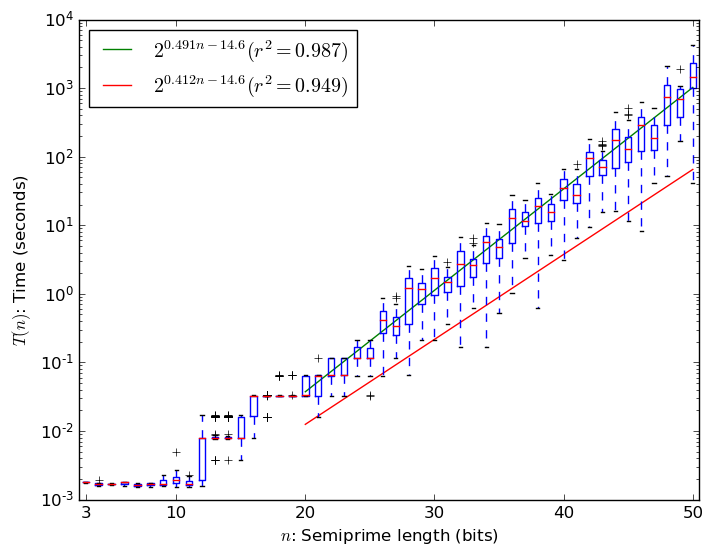 10^4
2^{0.491n−14.6}(r^2 = 0.987)
2^{0.412n−14.6}(r^2 = 0.949)
10^3
10^2
10^1
10^0
10^-1
10^-2
10^-3
T(n): Time (seconds)
3 10 20 30 40 50
n: Semiprime length (bits)